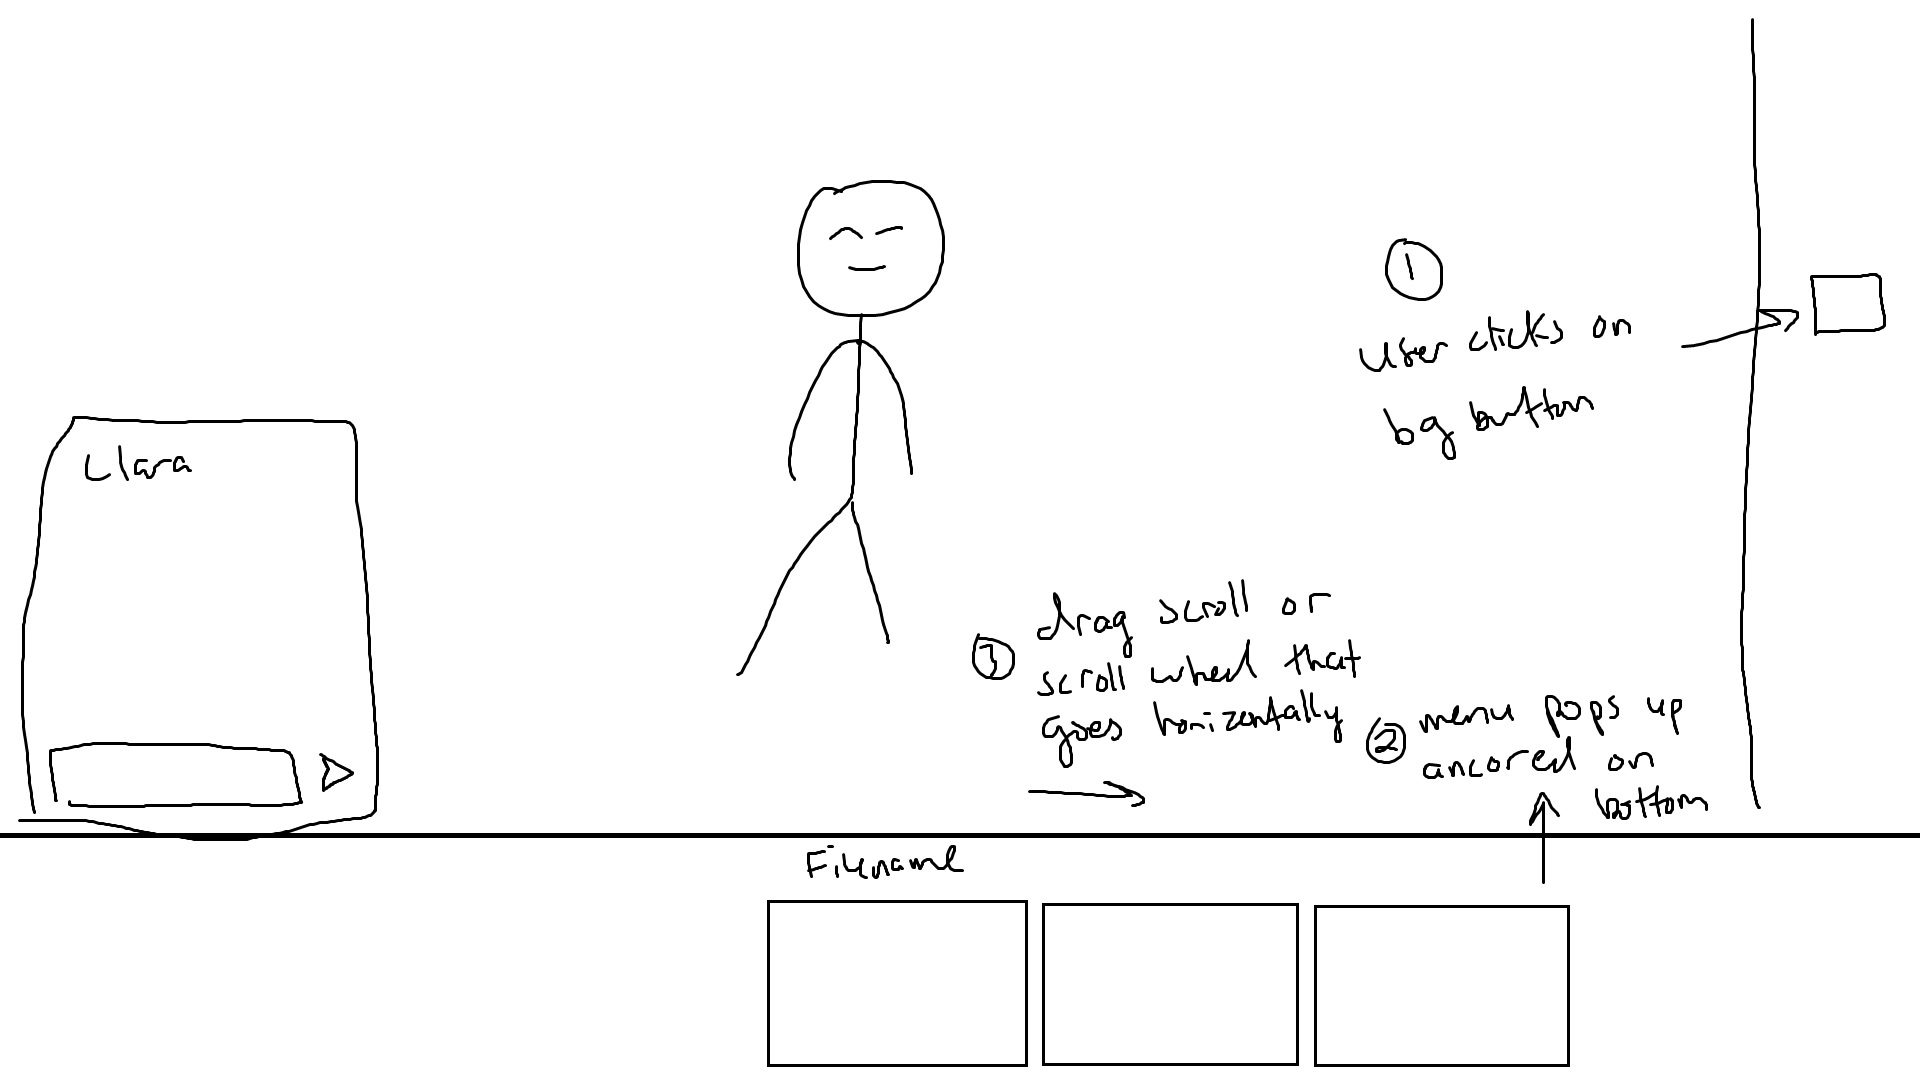 Clara
1
user clicks on
bg button
3
drag scroll or
scroll wheel that
goes horizontally
2
menu pops up
ancored on
bottom
Filename